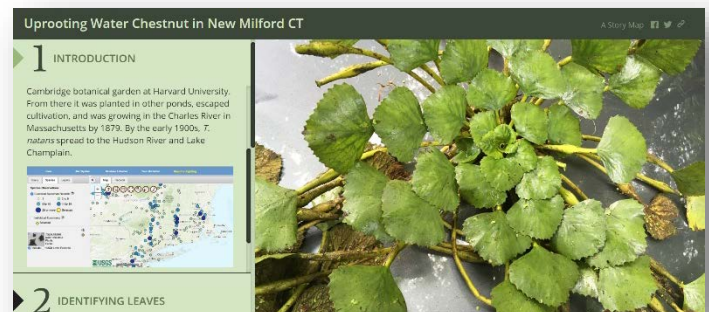 Uprooting Water Chestnut in New Milford CT
A Story Map
1 INTRODUCTION
Cambridge botanical garden at Harvard University.
From there it was planted in other ponds, escaped
cultivation, and was growing in the Charles River in
Massachusetts by 1879. By the early 1900s, T.
natans spread to the Hudson River and Lake
Champlain.
USGS
2 IDENTIFYING LEAVES